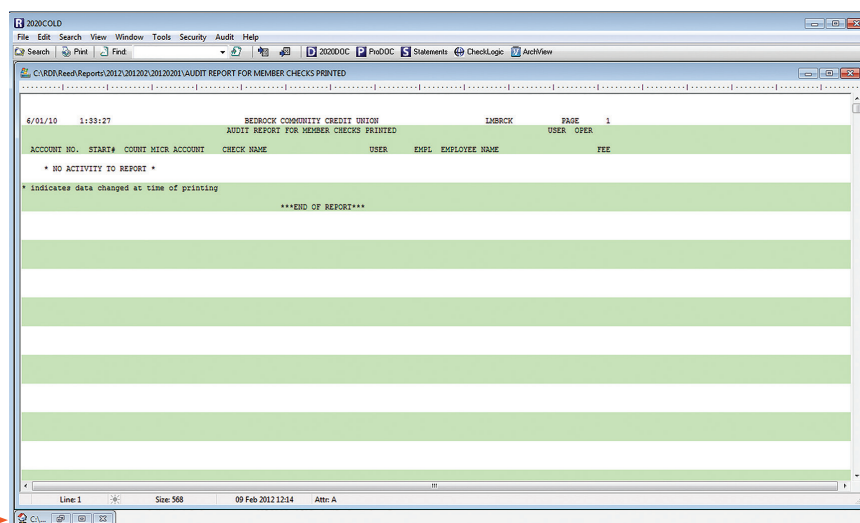 R 2020COLD
File Edit Search View Window Tools Security Audit Help
Search Print Find: D 2020DOC P ProDOC S Statements CheckLogic ArchView
C:\RDI\Reed\Reports\2012\201202\20120201\AUDIT REPORT FOR MEMBER CHECKS PRINTED
6/01/10 1:33:27 BEDROCK COMMUNITY CREDIT UNION LMBRCK PAGE 1
AUDIT REPORT FOR MEMBER CHECKS PRINTED USER OPER
ACCOUNT NO. START# COUNT MICR ACCOUNT CHECK NAME USER EMPL EMPLOYEE NAME FEE
* NO ACTIVITY TO REPORT *
* indicates data changed at time of printing
***END OF REPORT***
Line: 1 Size: 568 09 Feb 2012 12:14 Attr: A
C:\...